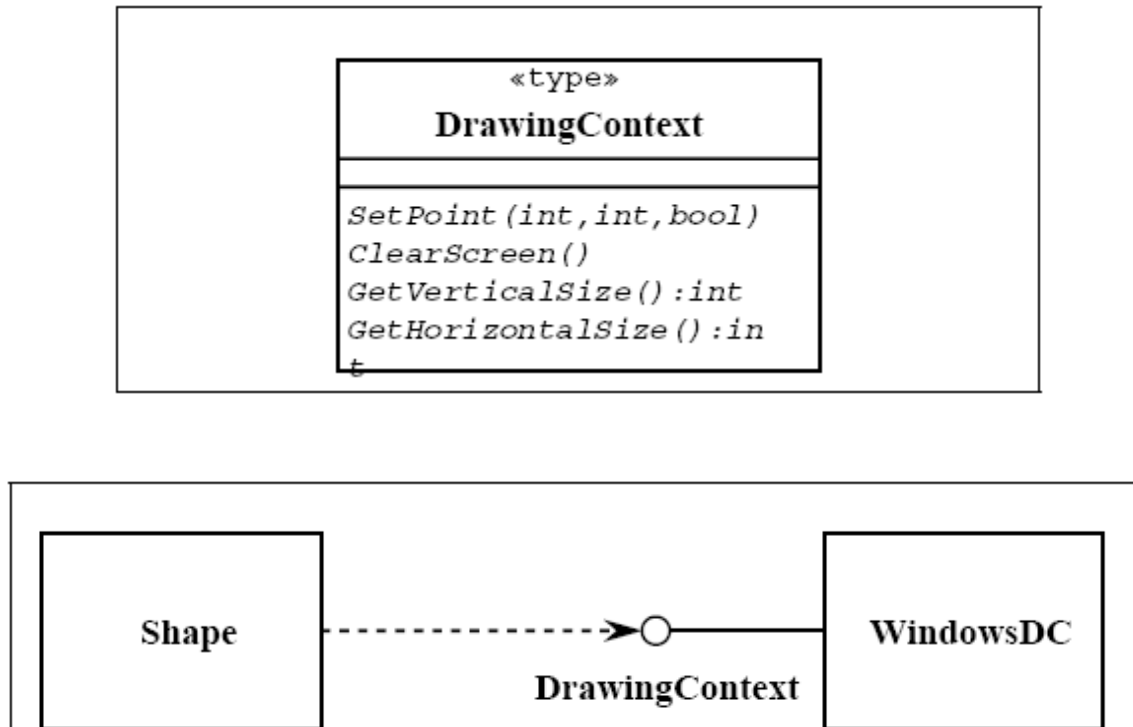 «type»
DrawingContext
SetPoint(int,int,bool)
ClearScreen()
GetVerticalSize():int
GetHorizontalSize():in
t
Shape
WindowsDC
DrawingContext